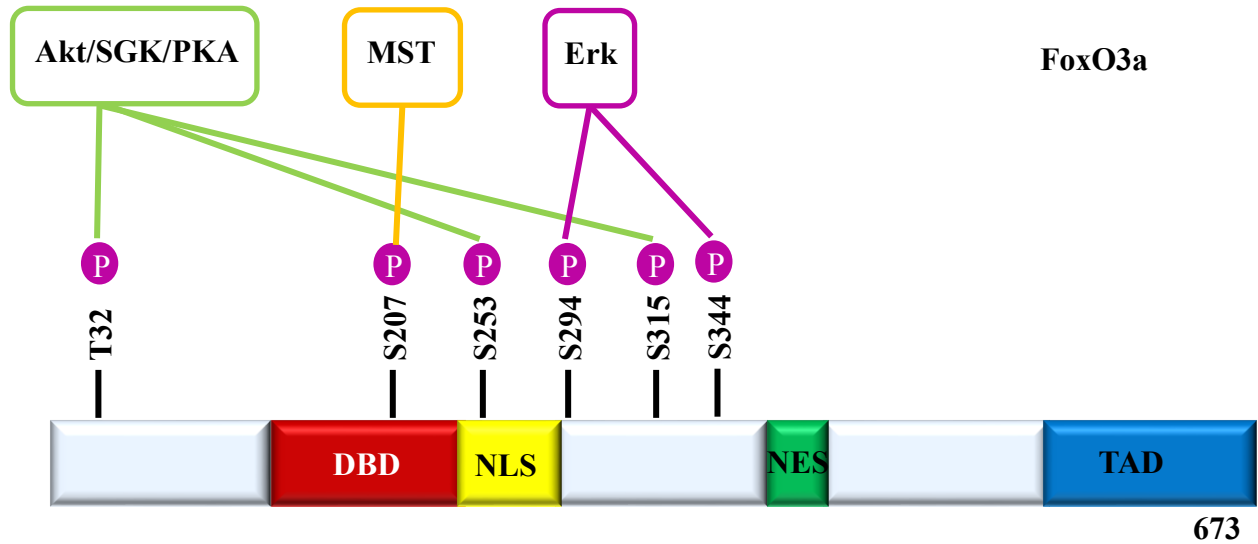 Akt/SGK/PKA
MST
Erk
FoxO3a
P
P
P
P
P
P
T32
S207
S253
S294
S315
S344
DBD
NLS
NES
TAD
673